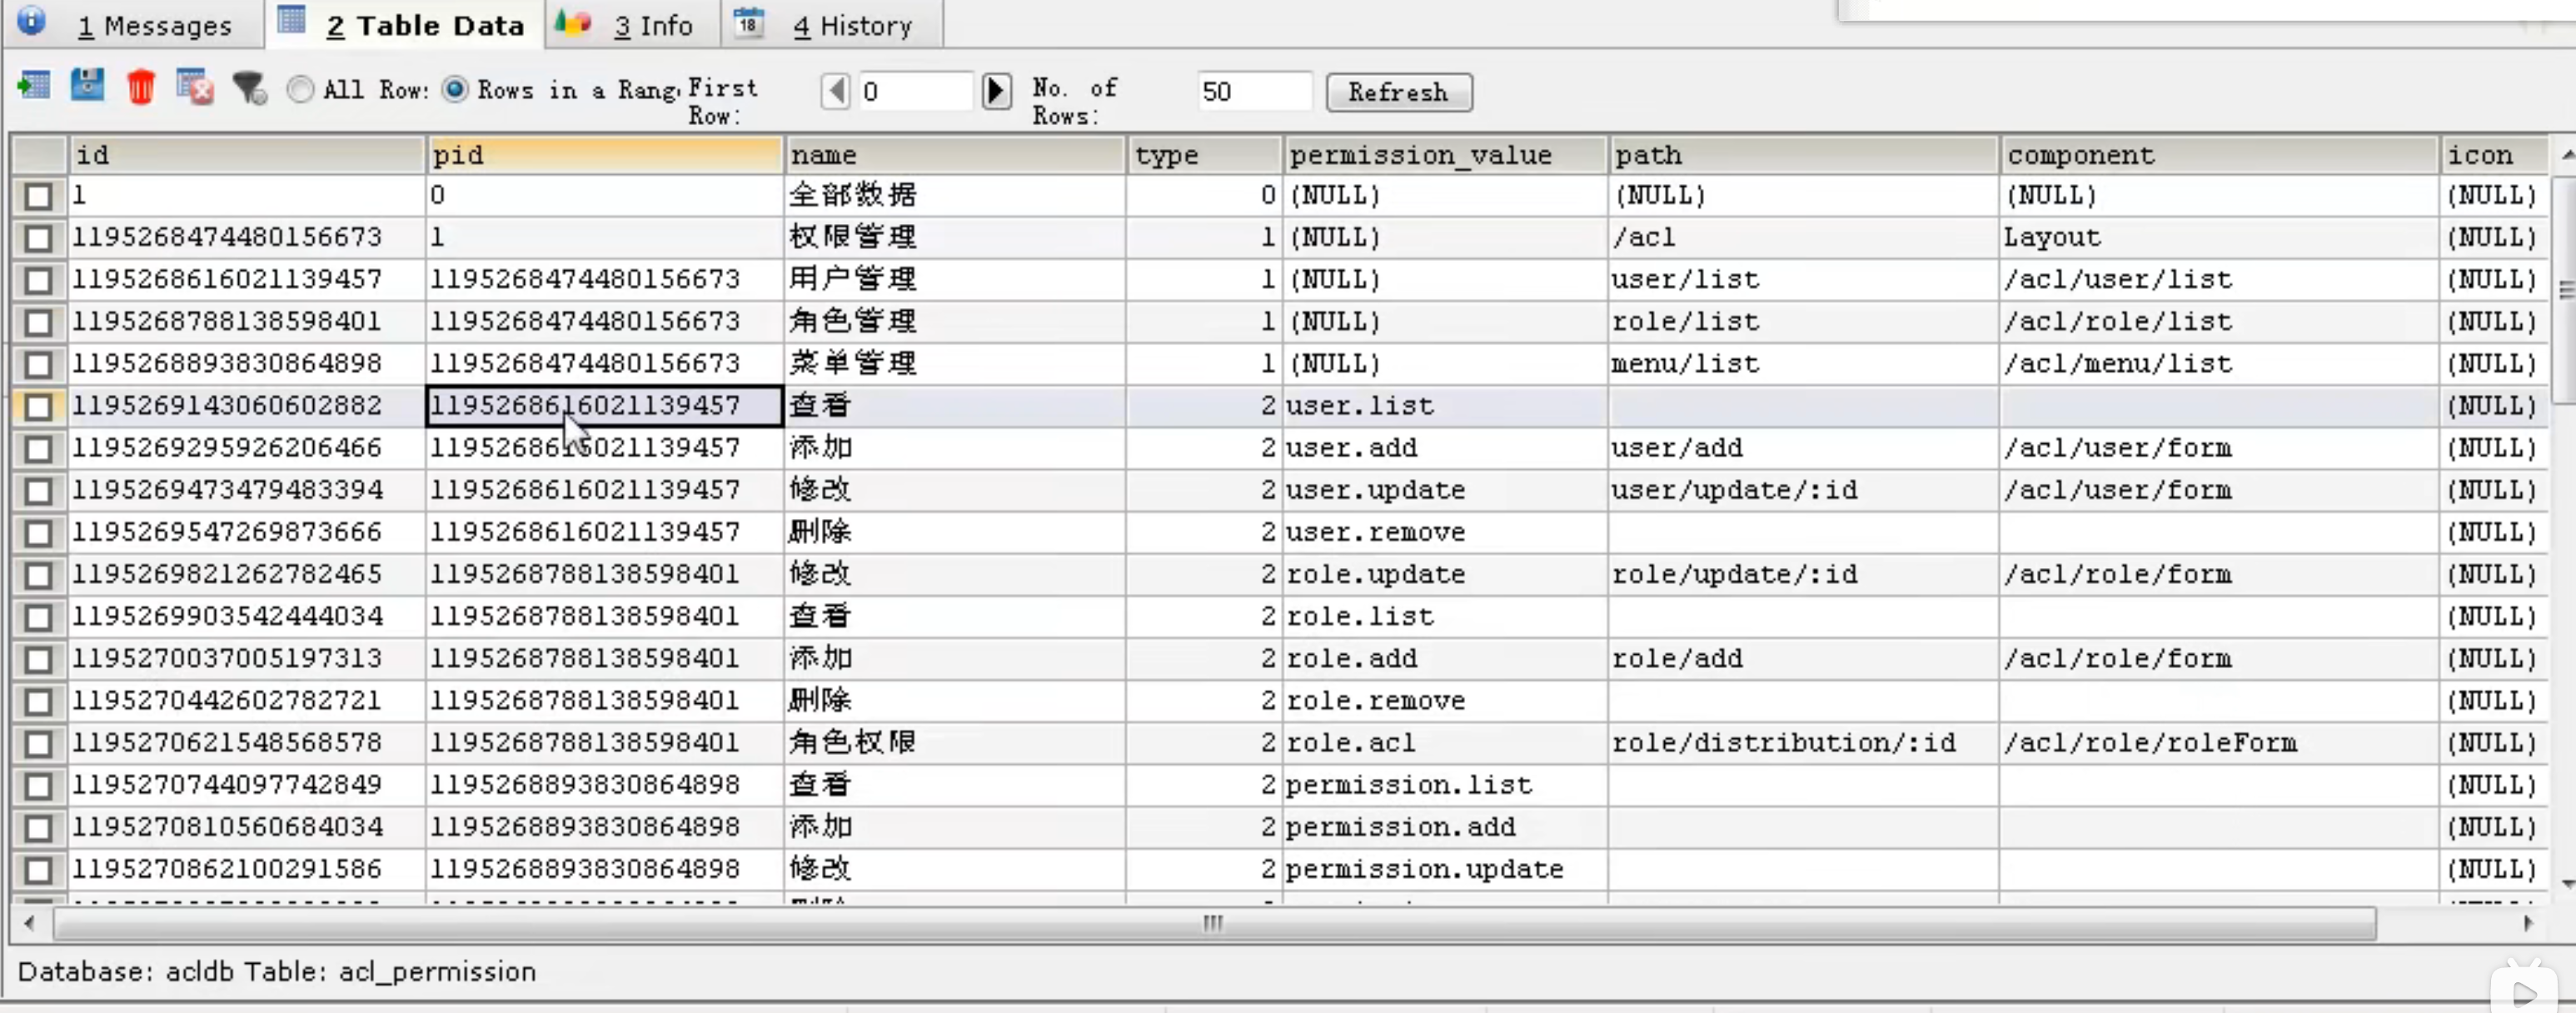 1 Messages 2 Table Data 3 Info 4 History
All Row: Rows in a Rang First Row: 0 No. of Rows: 50 Refresh
id pid name type permission_value path component icon
1 0 全部数据 0 (NULL) (NULL) (NULL) (NULL)
1195268474480156673 1 权限管理 1 (NULL) /acl Layout (NULL)
1195268616021139457 1195268474480156673 用户管理 1 (NULL) user/list /acl/user/list (NULL)
1195268788138598401 1195268474480156673 角色管理 1 (NULL) role/list /acl/role/list (NULL)
1195268893830864898 1195268474480156673 菜单管理 1 (NULL) menu/list /acl/menu/list (NULL)
1195269143060602882 1195268616021139457 查看 2 user.list (NULL)
1195269295926206466 1195268616021139457 添加 2 user.add user/add /acl/user/form (NULL)
1195269473479483394 1195268616021139457 修改 2 user.update user/update/:id /acl/user/form (NULL)
1195269547269873666 1195268616021139457 删除 2 user.remove (NULL)
1195269821262782465 1195268788138598401 修改 2 role.update role/update/:id /acl/role/form (NULL)
1195269903542444034 1195268788138598401 查看 2 role.list (NULL)
1195270037005197313 1195268788138598401 添加 2 role.add role/add /acl/role/form (NULL)
1195270442602782721 1195268788138598401 删除 2 role.remove (NULL)
1195270621548568578 1195268788138598401 角色权限 2 role.acl role/distribution/:id /acl/role/roleForm (NULL)
1195270744097742849 1195268893830864898 查看 2 permission.list (NULL)
1195270810560684034 1195268893830864898 添加 2 permission.add (NULL)
1195270862100291586 1195268893830864898 修改 2 permission.update (NULL)
Database: acldb Table: acl_permission